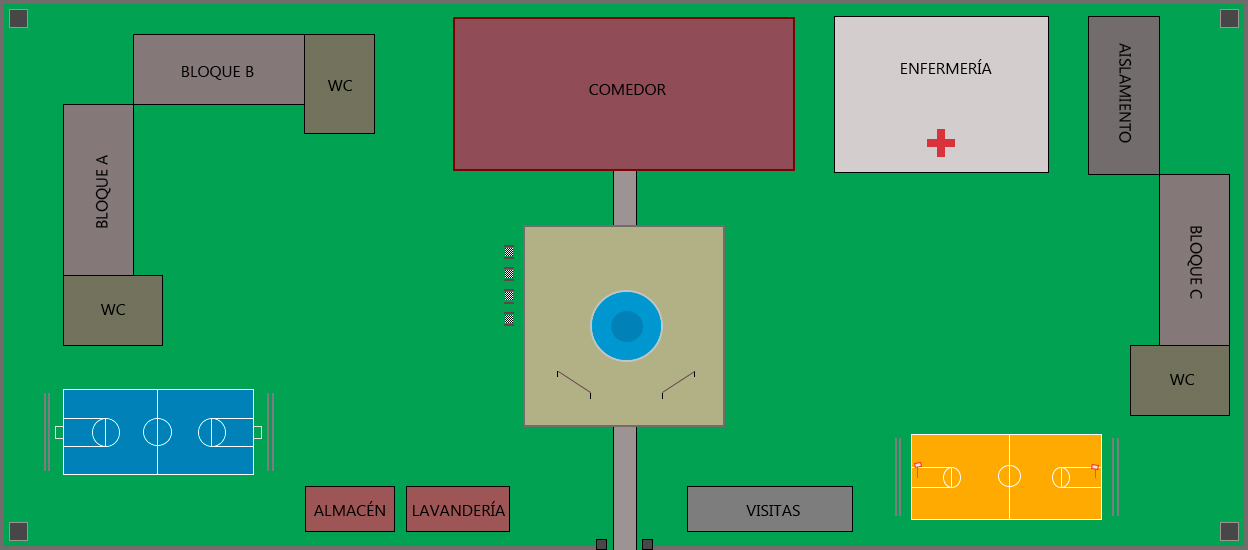 BLOQUE B
WC
COMEDOR
ENFERMERÍA
AISLAMIENTO
BLOQUE A
WC
BLOQUE C
WC
ALMACÉN
LAVANDERÍA
VISITAS